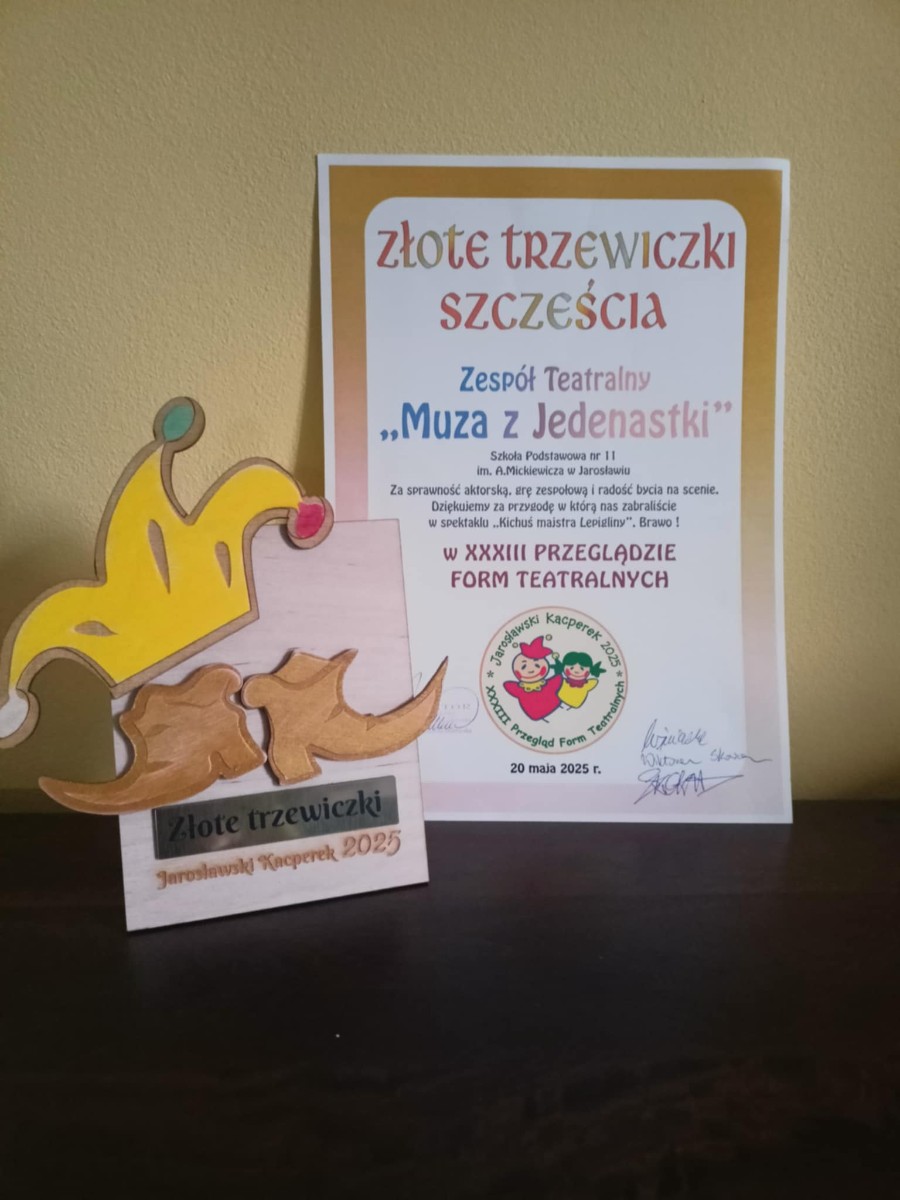 Złote trzewiczki
szczęścia
Zespół Teatralny
„Muza z Jedenastki”
Szkoła Podstawowa nr 11
im. A.Mickiewicza w Jarosławiu
Za sprawność aktorską, grę zespołową i radość bycia na scenie.
Dziękujemy za przygodę w którą nas zabraliście
w spektaklu „Kichuś majstra Lepigliny”. Brawo !
w XXXIII PRZEGLĄDZIE
FORM TEATRALNYCH
Jarosławski Kacperek 2025
XXXIII Przegląd Form Teatralnych
20 maja 2025 r.
Wiktoria
Złote trzewiczki
Jarosławski Kacperek 2025